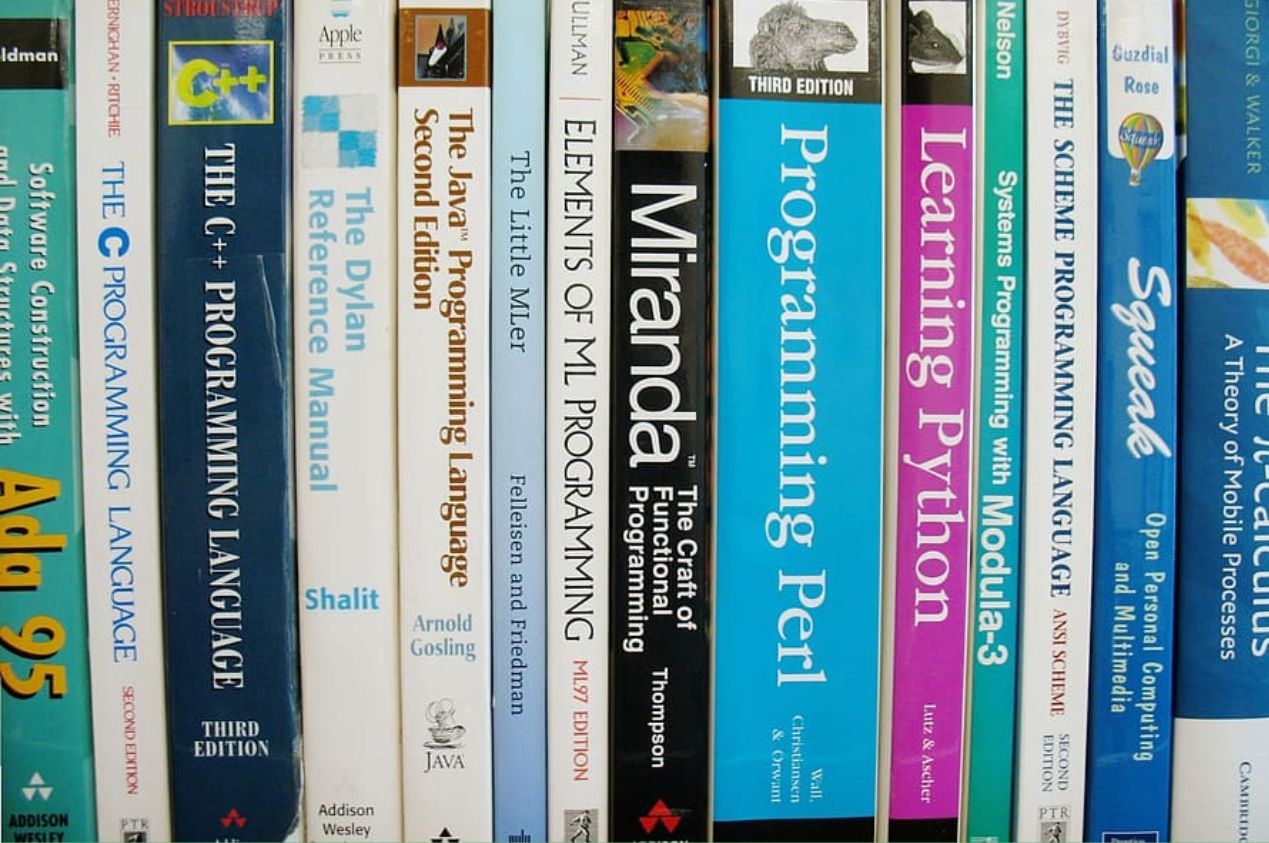 ldman
Software Construction
and Data Structures with
Ada 95
ADDISON
WESLEY
ERNIGHAN • RITCHIE
THE C PROGRAMMING LANGUAGE
SECOND EDITION
PTR
STROUSTRUP
C++
THE C++ PROGRAMMING LANGUAGE
THIRD
EDITION
Apple
PRESS
The Dylan
Reference Manual
Shalit
Addison
Wesley
The Java™ Programming Language
Second Edition
Arnold
Gosling
JAVA
The Little MLer
Felleisen and Friedman
ULLMAN
ELEMENTS OF ML PROGRAMMING
ML97 EDITION
Miranda™
The Craft of
Functional
Programming
Thompson
THIRD EDITION
Programming Perl
Wall,
Christiansen
& Orwant
Learning Python
Lutz & Ascher
Nelson
Systems Programming with Modula-3
DYBVIG
THE SCHEME PROGRAMMING LANGUAGE
ANSI SCHEME
SECOND
EDITION
PTR
Guzdial
Rose
Squeak
Squeak
Open Personal Computing
and Multimedia
GIORGI & WALKER
The π-calculus
A Theory of Mobile Processes
CAMBRIDG